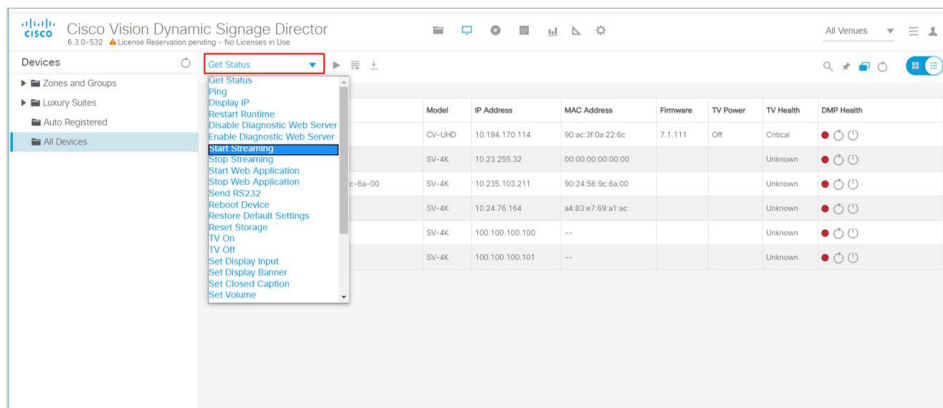 CISCO Cisco Vision Dynamic Signage Director
6.3.0-532 License Reservation pending - No Licenses in Use
All Venues
Devices
Get Status
Zones and Groups
Luxury Suites
Auto Registered
All Devices
Get Status
Ping
Display IP
Restart Runtime
Disable Diagnostic Web Server
Enable Diagnostic Web Server
Start Streaming
Stop Streaming
Start Web Application
Stop Web Application
Send RS232
Reboot Device
Restore Default Settings
Reset Storage
TV On
TV Off
Set Display Input
Set Display Banner
Set Closed Caption
Set Volume
Model IP Address MAC Address Firmware TV Power TV Health DMP Health
CV-UHD 10.194.170.114 90:ac:3f:0a:22:6c 7.1.111 Off Critical
SV-4K 10.23.255.32 00:00:00:00:00:00 Unknown
c-6a-00 SV-4K 10.235.103.211 90:24:56:9c:6a:00 Unknown
SV-4K 10.24.76.164 a4:83:e7:69:a1:ac Unknown
SV-4K 100.100.100.100 -- Unknown
SV-4K 100.100.100.101 -- Unknown